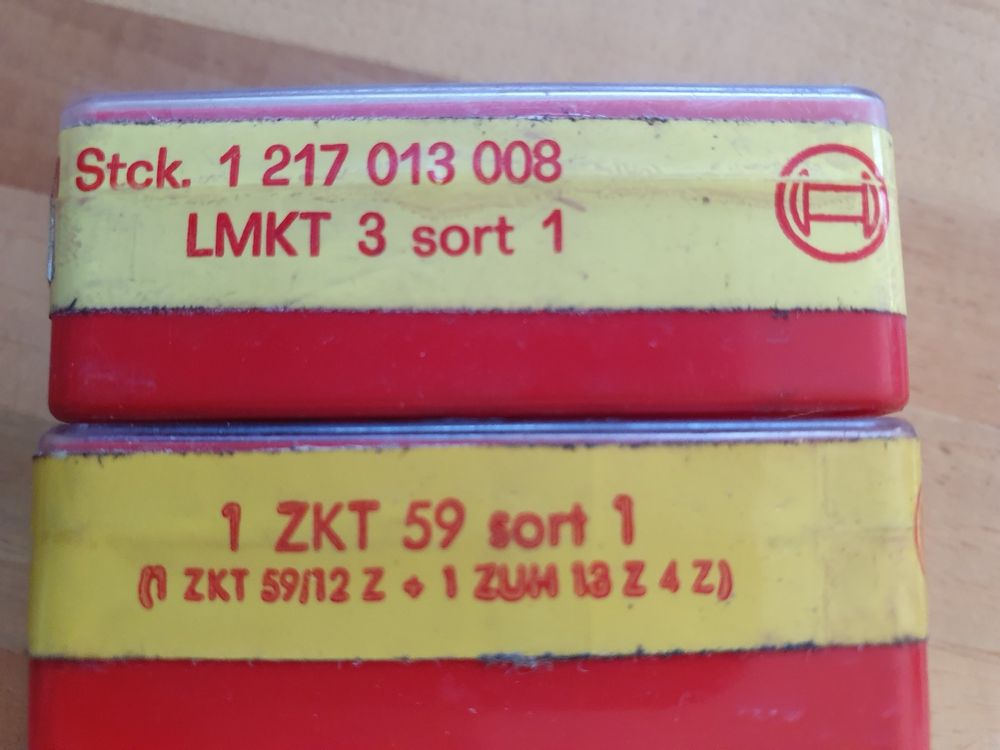 Stck. 1 217 013 008
LMKT 3 sort 1
1 ZKT 59 sort 1
(1 ZKT 59/12 Z + 1 ZUH 13 Z 4 Z)